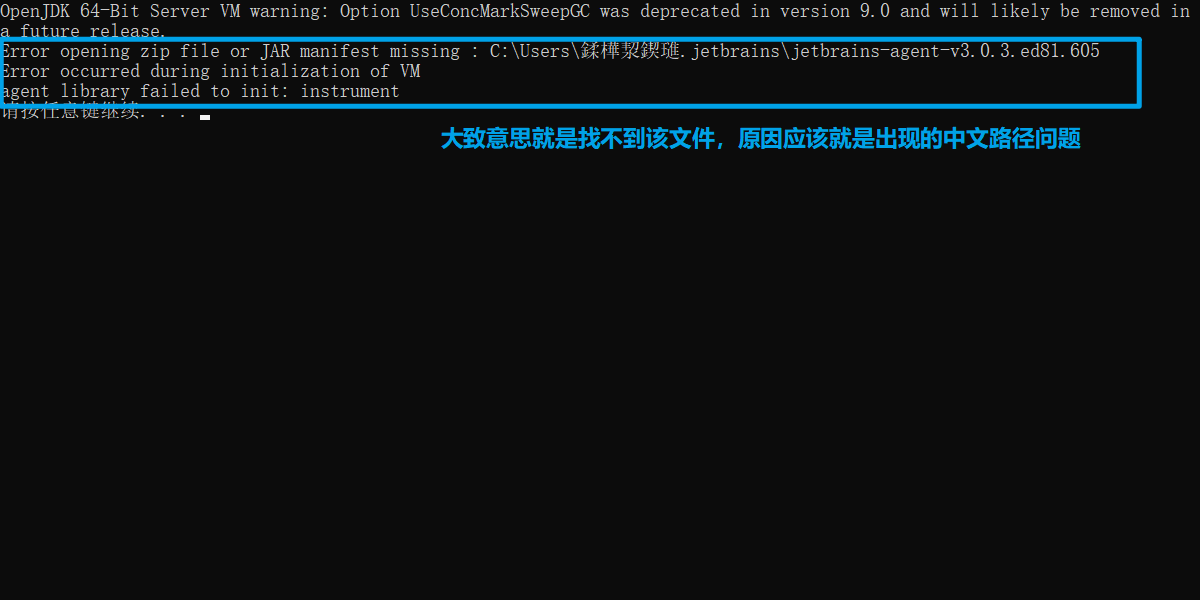 OpenJDK 64-Bit Server VM warning: Option UseConcMarkSweepGC was deprecated in version 9.0 and will likely be removed in
a future release.
Error opening zip file or JAR manifest missing : C:\Users\鍒樺洯鍥琟.jetbrains\jetbrains-agent-v3.0.3.ed81.605
Error occurred during initialization of VM
agent library failed to init: instrument
请按任意键继续. . .
大致意思就是找不到该文件，原因应该就是出现的中文路径问题